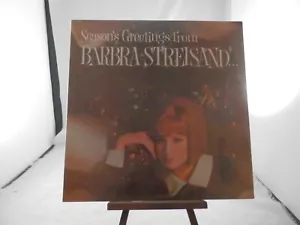 Season's Greetings from
BARBRA STREISAND...